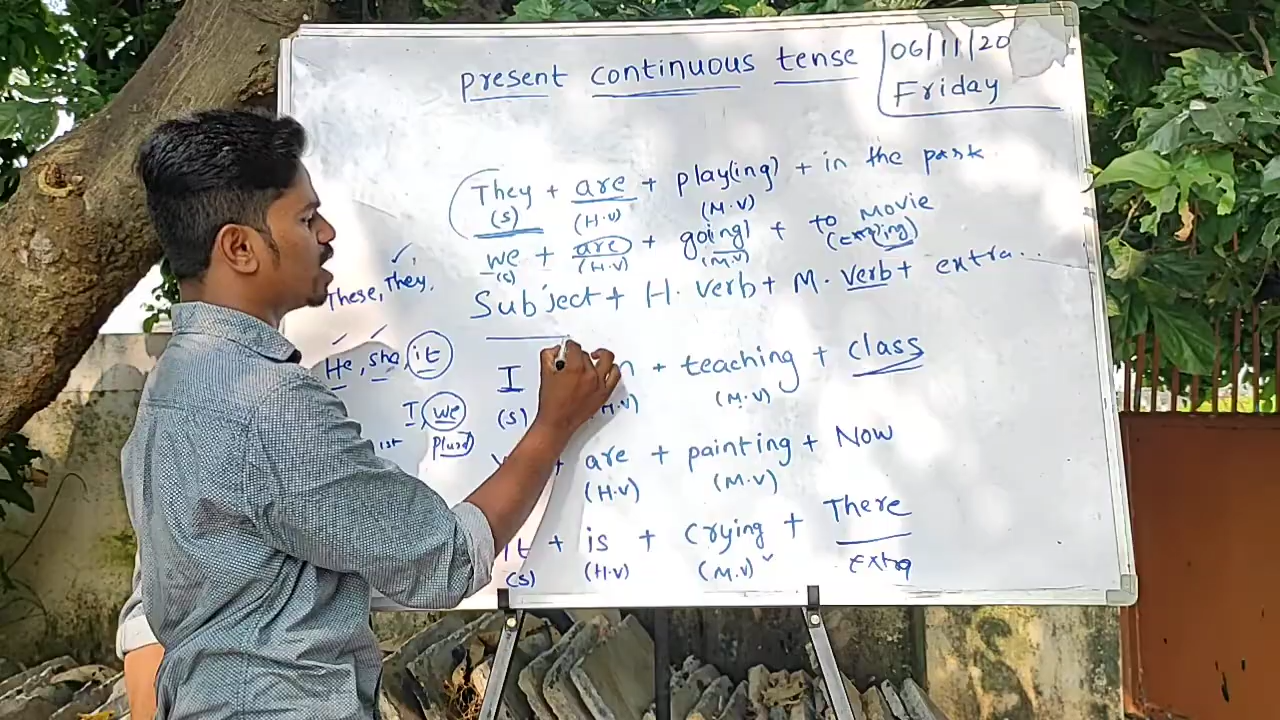 present continuous tense
06/11/20
Friday
They + are + play(ing) + in the park
(S) (H.V) (M.V)
we + are + going) + to Movie
(S) (H.V) (M.V)
These, They,
Subject + H. verb + M. verb + extra...
He, she, it
I + teaching + class
(S) H.V) (M.V)
I, we
1st Plural
+ are + painting + Now
(H.V) (M.V)
it + is + Crying + There
(S) (H.V) (M.V) Extra